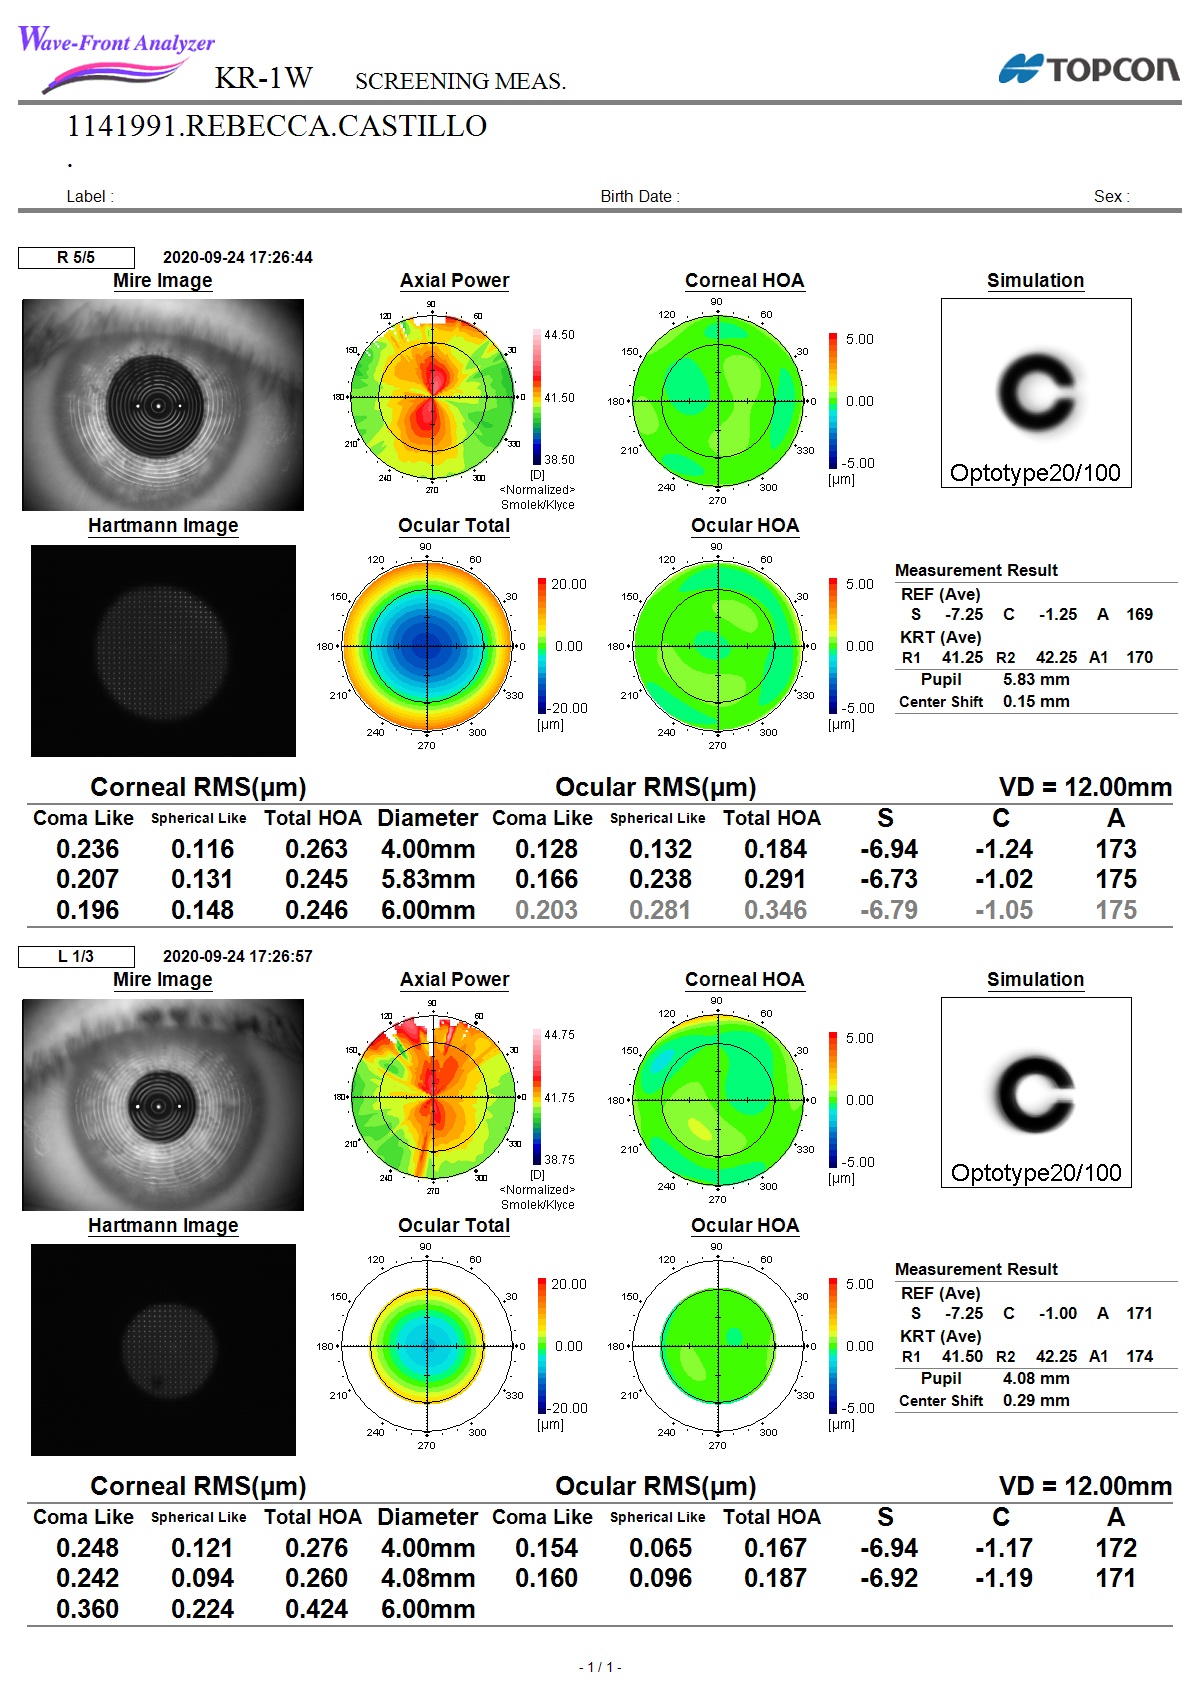 Wave-Front Analyzer
KR-1W SCREENING MEAS.
TOPCON
1141991.REBECCA.CASTILLO
.
Label : Birth Date : Sex :
R 5/5 2020-09-24 17:26:44
Mire Image Axial Power Corneal HOA Simulation
90 120 60 150 30 180 0 210 330 240 300 270
44.50
41.50
38.50
[D]
<Normalized>
Smolek/Klyce
90 120 60 150 30 180 0 210 330 240 300 270
5.00
0.00
-5.00
[μm]
Optotype20/100
Hartmann Image Ocular Total Ocular HOA
90 120 60 150 30 180 0 210 330 240 300 270
20.00
0.00
-20.00
[μm]
90 120 60 150 30 180 0 210 330 240 300 270
5.00
0.00
-5.00
[μm]
Measurement Result
REF (Ave)
S -7.25 C -1.25 A 169
KRT (Ave)
R1 41.25 R2 42.25 A1 170
Pupil 5.83 mm
Center Shift 0.15 mm
Corneal RMS(μm) Ocular RMS(μm) VD = 12.00mm
Coma Like Spherical Like Total HOA Diameter Coma Like Spherical Like Total HOA S C A
0.236 0.116 0.263 4.00mm 0.128 0.132 0.184 -6.94 -1.24 173
0.207 0.131 0.245 5.83mm 0.166 0.238 0.291 -6.73 -1.02 175
0.196 0.148 0.246 6.00mm 0.203 0.281 0.346 -6.79 -1.05 175
L 1/3 2020-09-24 17:26:57
Mire Image Axial Power Corneal HOA Simulation
90 120 60 150 30 180 0 210 330 240 300 270
44.75
41.75
38.75
[D]
<Normalized>
Smolek/Klyce
90 120 60 150 30 180 0 210 330 240 300 270
5.00
0.00
-5.00
[μm]
Optotype20/100
Hartmann Image Ocular Total Ocular HOA
90 120 60 150 30 180 0 210 330 240 300 270
20.00
0.00
-20.00
[μm]
90 120 60 150 30 180 0 210 330 240 300 270
5.00
0.00
-5.00
[μm]
Measurement Result
REF (Ave)
S -7.25 C -1.00 A 171
KRT (Ave)
R1 41.50 R2 42.25 A1 174
Pupil 4.08 mm
Center Shift 0.29 mm
Corneal RMS(μm) Ocular RMS(μm) VD = 12.00mm
Coma Like Spherical Like Total HOA Diameter Coma Like Spherical Like Total HOA S C A
0.248 0.121 0.276 4.00mm 0.154 0.065 0.167 -6.94 -1.17 172
0.242 0.094 0.260 4.08mm 0.160 0.096 0.187 -6.92 -1.19 171
0.360 0.224 0.424 6.00mm
- 1 / 1 -